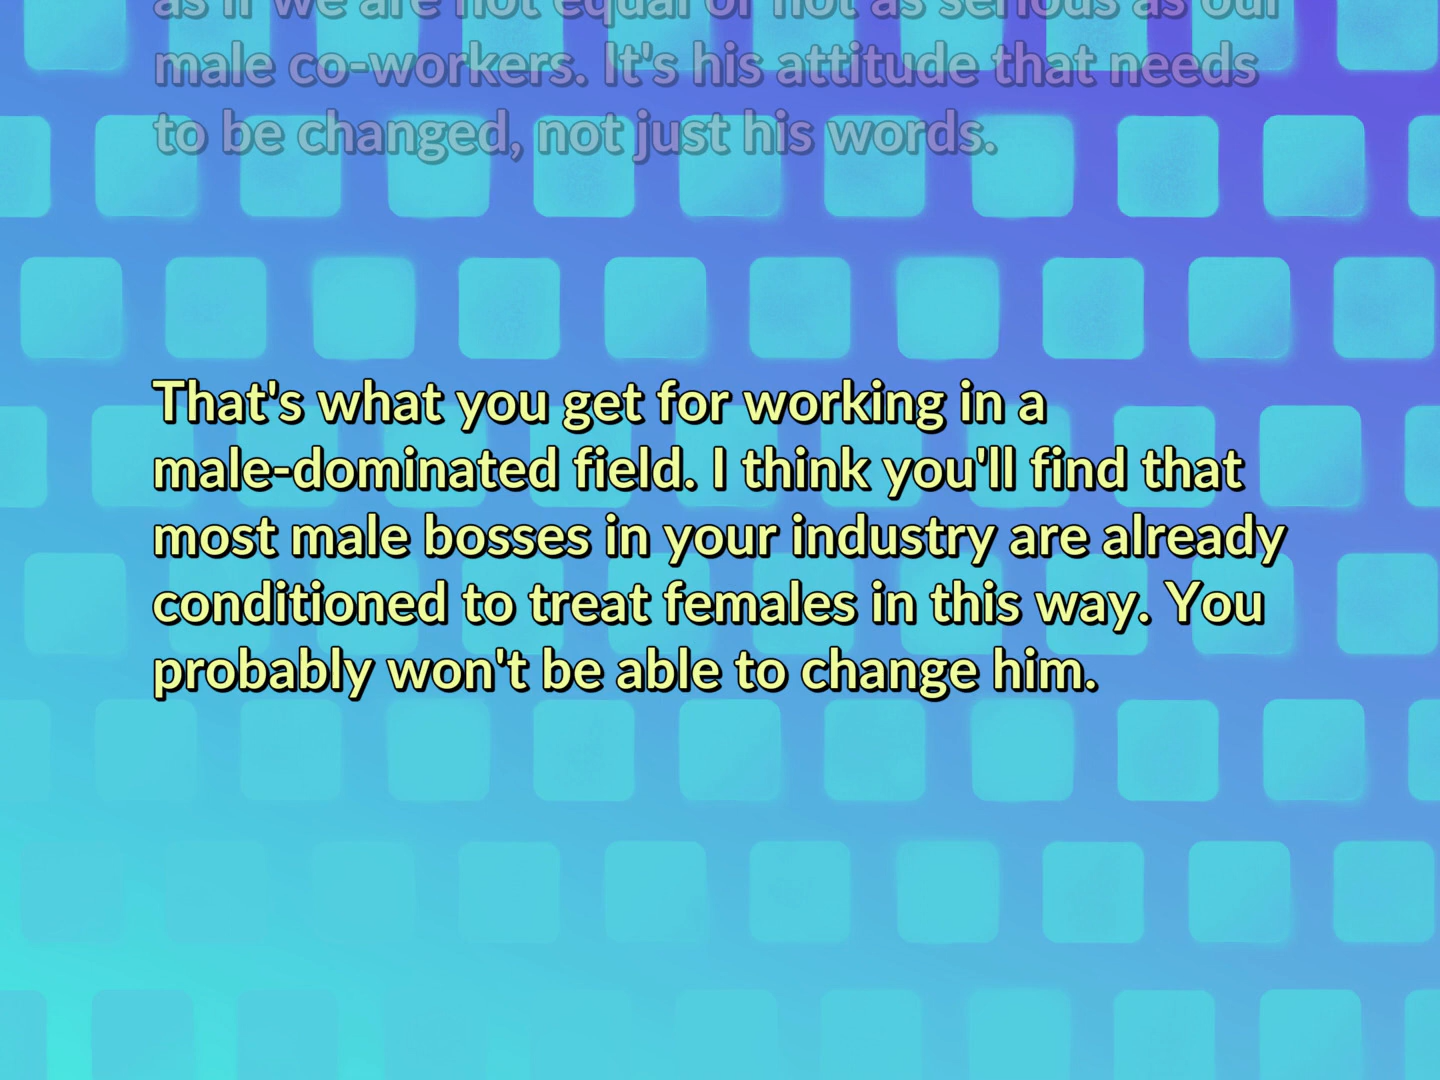 as if we are not equal or not as serious as our
male co-workers. It's his attitude that needs
to be changed, not just his words.
That's what you get for working in a
male-dominated field. I think you'll find that
most male bosses in your industry are already
conditioned to treat females in this way. You
probably won't be able to change him.